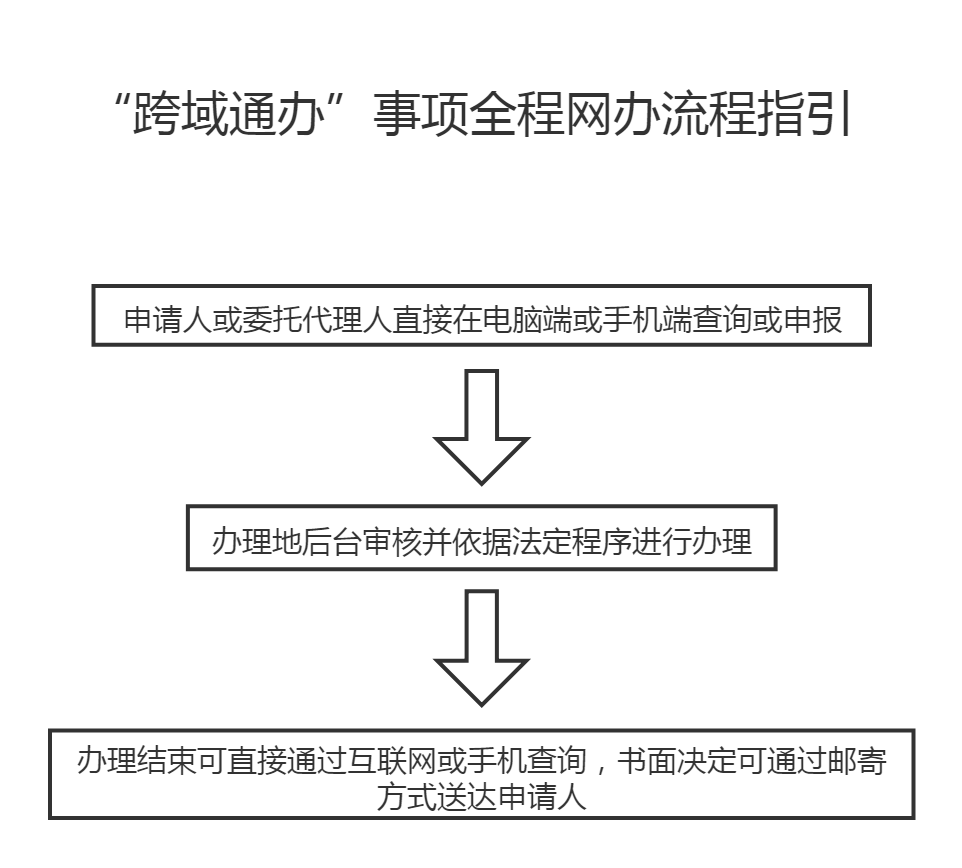 “跨域通办”事项全程网办流程指引
申请人或委托代理人直接在电脑端或手机端查询或申报
办理地后台审核并依据法定程序进行办理
办理结束可直接通过互联网或手机查询，书面决定可通过邮寄
方式送达申请人